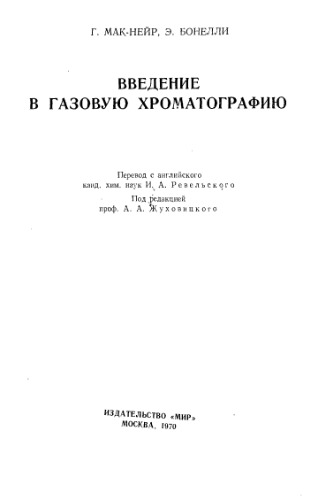 Г. МАК-НЕЙР, Э. БОНЕЛЛИ
ВВЕДЕНИЕ
В ГАЗОВУЮ ХРОМАТОГРАФИЮ
Перевод с английского
канд. хим. наук И. А. Ревельского
Под редакцией
проф. А. А. Жуховицкого
ИЗДАТЕЛЬСТВО «МИР»
МОСКВА, 1970